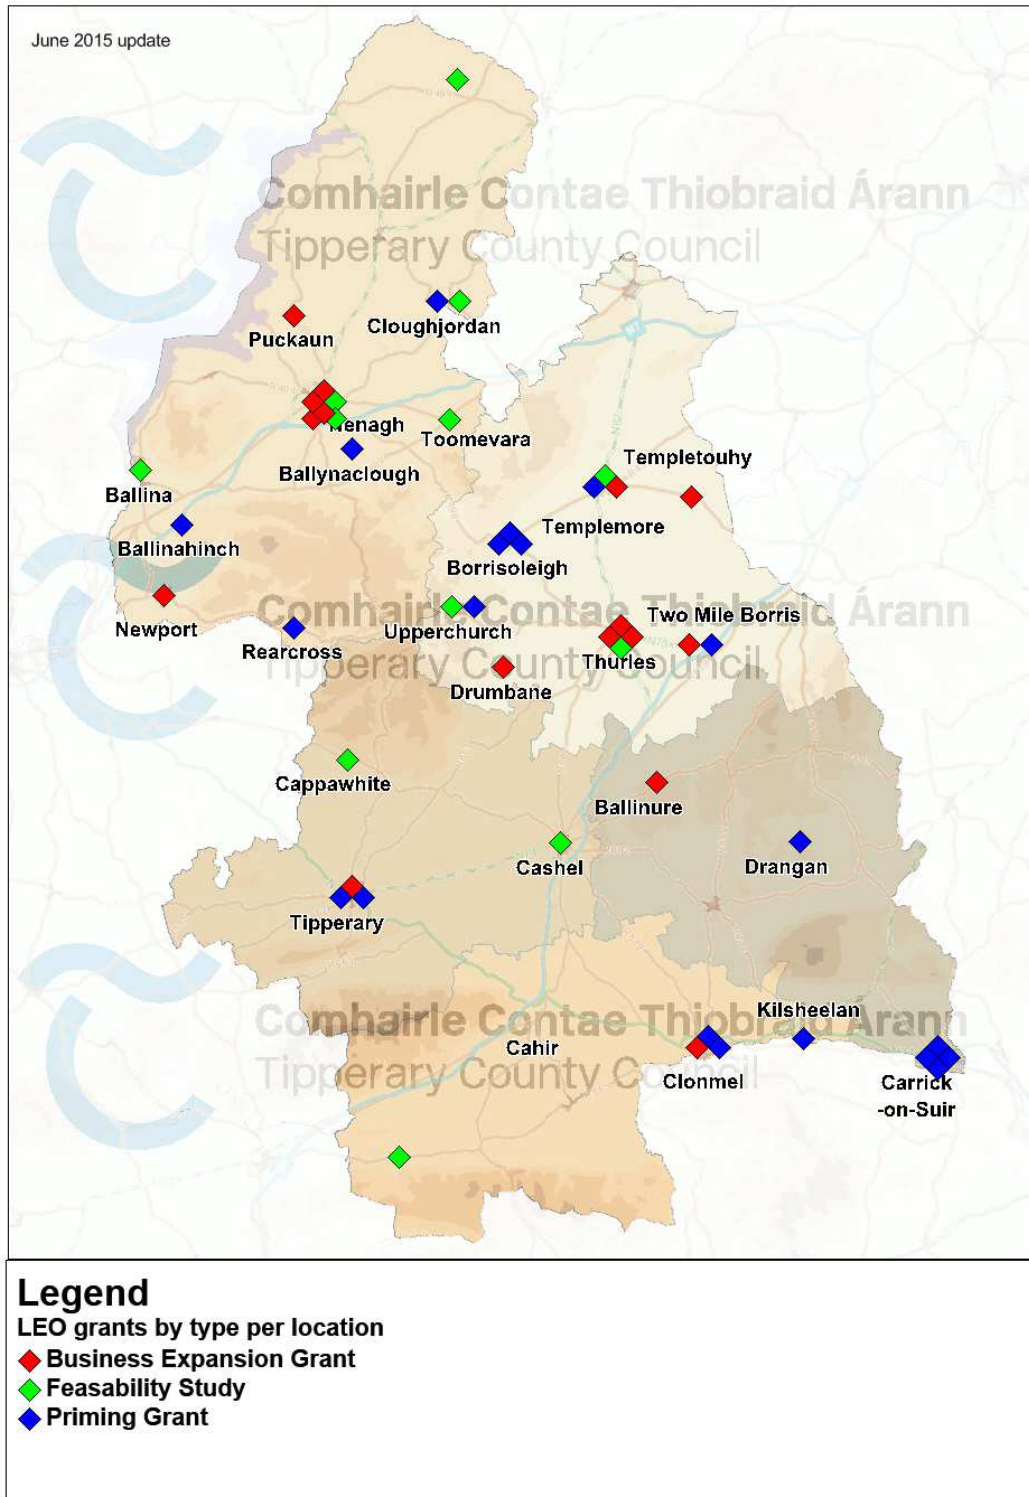 June 2015 update
Comhairle Contae Thiobraid Árann
Tipperary County Council
Cloughjordan
Puckaun
Nenagh
Toomevara
Ballynaclough
Templetouhy
Ballina
Templemore
Ballinahinch
Borrisoleigh
Comhairle Contae Thiobraid Árann
Two Mile Borris
Newport
Upperchurch
Rearcross
Thurles
Tipperary County Council
Drumbane
Cappawhite
Ballinure
Cashel
Drangan
Tipperary
Kilsheelan
Comhairle Contae Thiobraid Árann
Cahir
Tipperary County Council
Clonmel
Carrick
-on-Suir
Legend
LEO grants by type per location
Business Expansion Grant
Feasability Study
Priming Grant